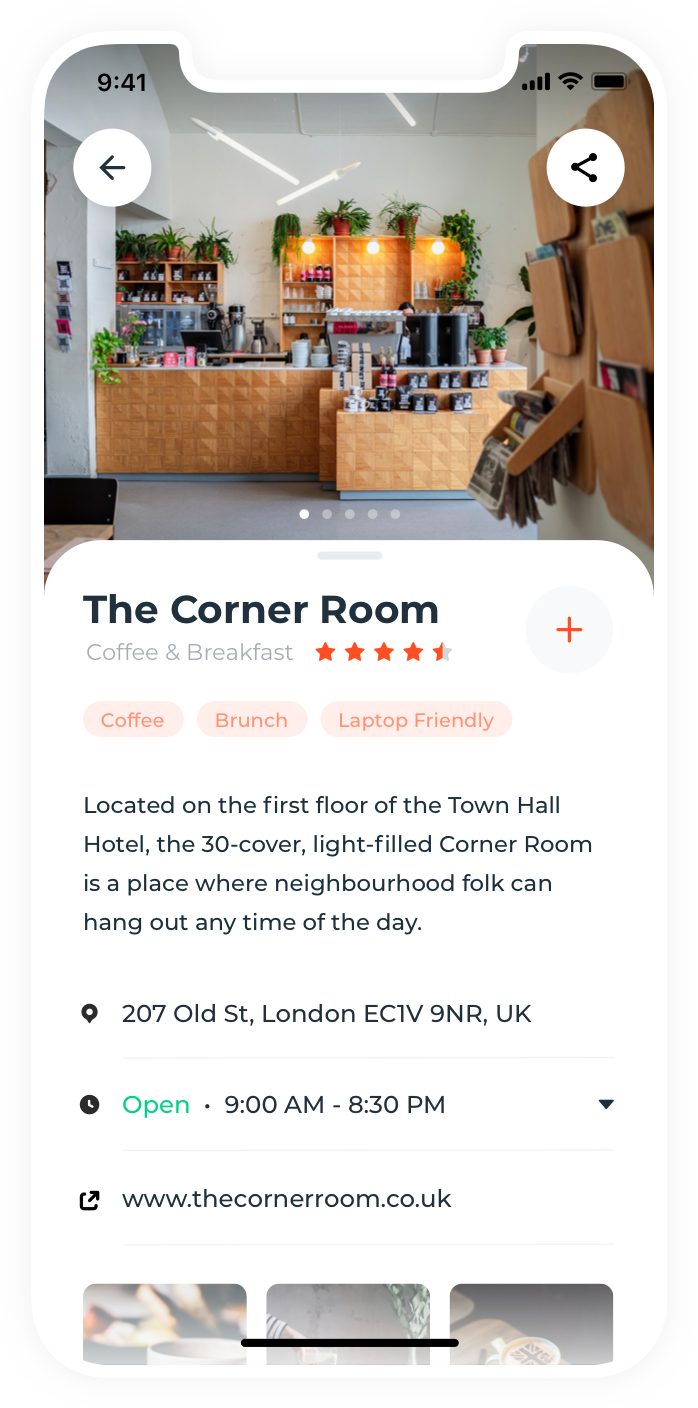 9:41
The Corner Room
Coffee & Breakfast
Coffee
Brunch
Laptop Friendly
Located on the first floor of the Town Hall
Hotel, the 30-cover, light-filled Corner Room
is a place where neighbourhood folk can
hang out any time of the day.
207 Old St, London EC1V 9NR, UK
Open • 9:00 AM - 8:30 PM
www.thecornerroom.co.uk